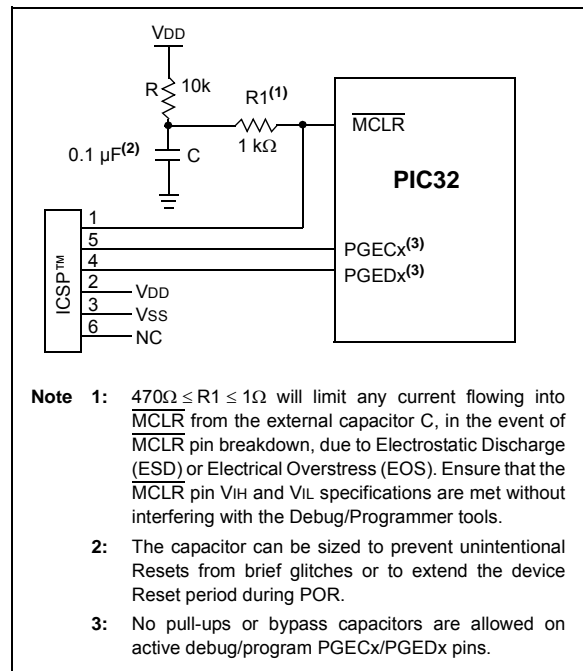 VDD
R 10k
R1(1)
1 kΩ
MCLR
0.1 µF(2) C
PIC32
ICSP™
1
5 PGECx(3)
4 PGEDx(3)
2 VDD
3 VSS
6 NC
Note 1: 470Ω ≤ R1 ≤ 1Ω will limit any current flowing into
MCLR from the external capacitor C, in the event of
MCLR pin breakdown, due to Electrostatic Discharge
(ESD) or Electrical Overstress (EOS). Ensure that the
MCLR pin VIH and VIL specifications are met without
interfering with the Debug/Programmer tools.
2: The capacitor can be sized to prevent unintentional
Resets from brief glitches or to extend the device
Reset period during POR.
3: No pull-ups or bypass capacitors are allowed on
active debug/program PGECx/PGEDx pins.